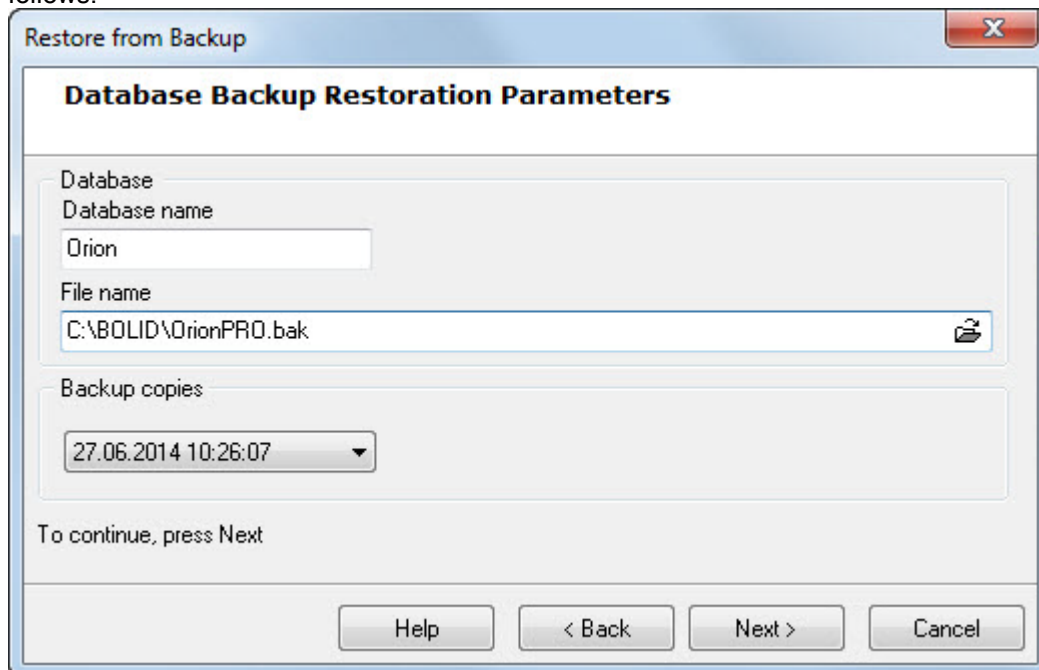 follows:
Restore from Backup
Database Backup Restoration Parameters
Database
Database name
Orion
File name
C:\BOLID\OrionPRO.bak
Backup copies
27.06.2014 10:26:07
To continue, press Next
Help
< Back
Next >
Cancel